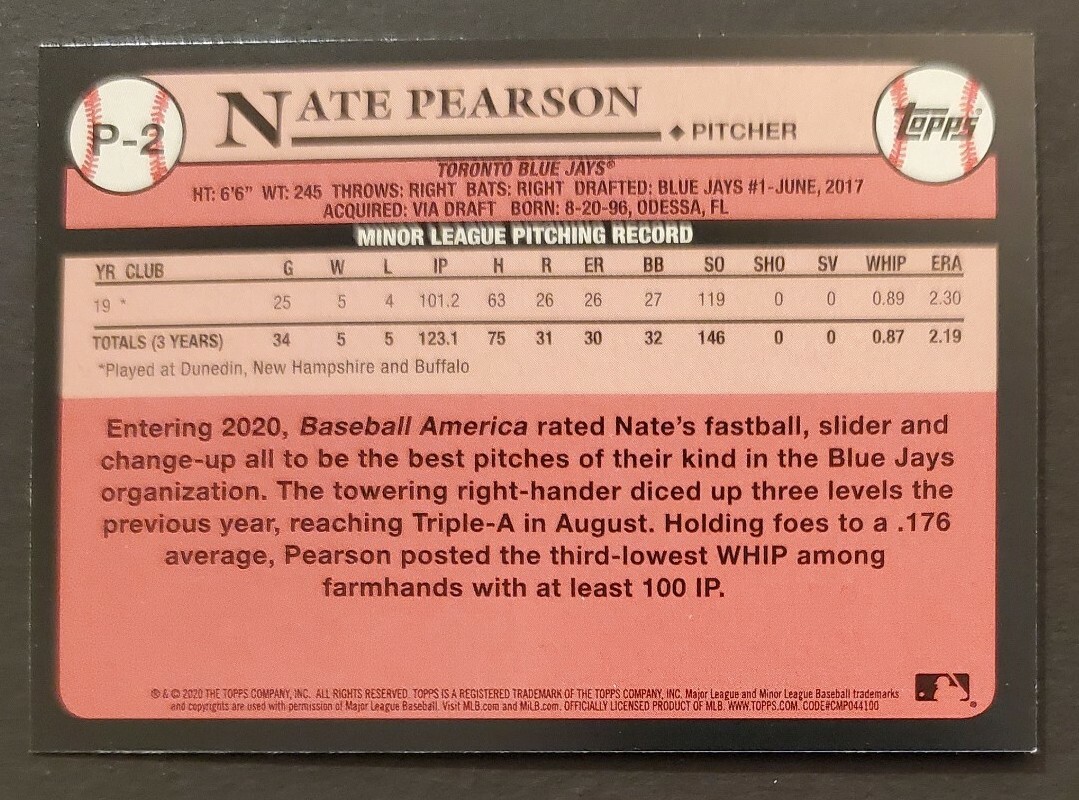 P-2
NATE PEARSON
◆ PITCHER
Topps
TORONTO BLUE JAYS®
HT: 6'6" WT: 245 THROWS: RIGHT BATS: RIGHT DRAFTED: BLUE JAYS #1-JUNE, 2017
ACQUIRED: VIA DRAFT BORN: 8-20-96, ODESSA, FL
MINOR LEAGUE PITCHING RECORD
YR CLUB G W L IP H R ER BB SO SHO SV WHIP ERA
19 * 25 5 4 101.2 63 26 26 27 119 0 0 0.89 2.30
TOTALS (3 YEARS) 34 5 5 123.1 75 31 30 32 146 0 0 0.87 2.19
*Played at Dunedin, New Hampshire and Buffalo
Entering 2020, Baseball America rated Nate's fastball, slider and
change-up all to be the best pitches of their kind in the Blue Jays
organization. The towering right-hander diced up three levels the
previous year, reaching Triple-A in August. Holding foes to a .176
average, Pearson posted the third-lowest WHIP among
farmhands with at least 100 IP.
® & © 2020 THE TOPPS COMPANY, INC. ALL RIGHTS RESERVED. TOPPS IS A REGISTERED TRADEMARK OF THE TOPPS COMPANY, INC. Major League and Minor League Baseball trademarks
and copyrights are used with permission of Major League Baseball. Visit MLB.com and MiLB.com. OFFICIALLY LICENSED PRODUCT OF MLB. WWW.TOPPS.COM. CODE#CMP044100